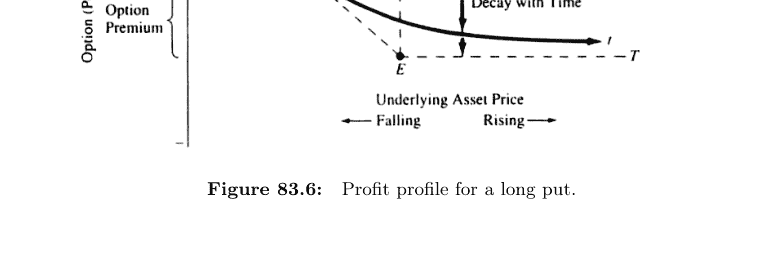 Decay with Time
Option
Premium
Option (P
t
T
E
Underlying Asset Price
Falling
Rising
Figure 83.6: Profit profile for a long put.